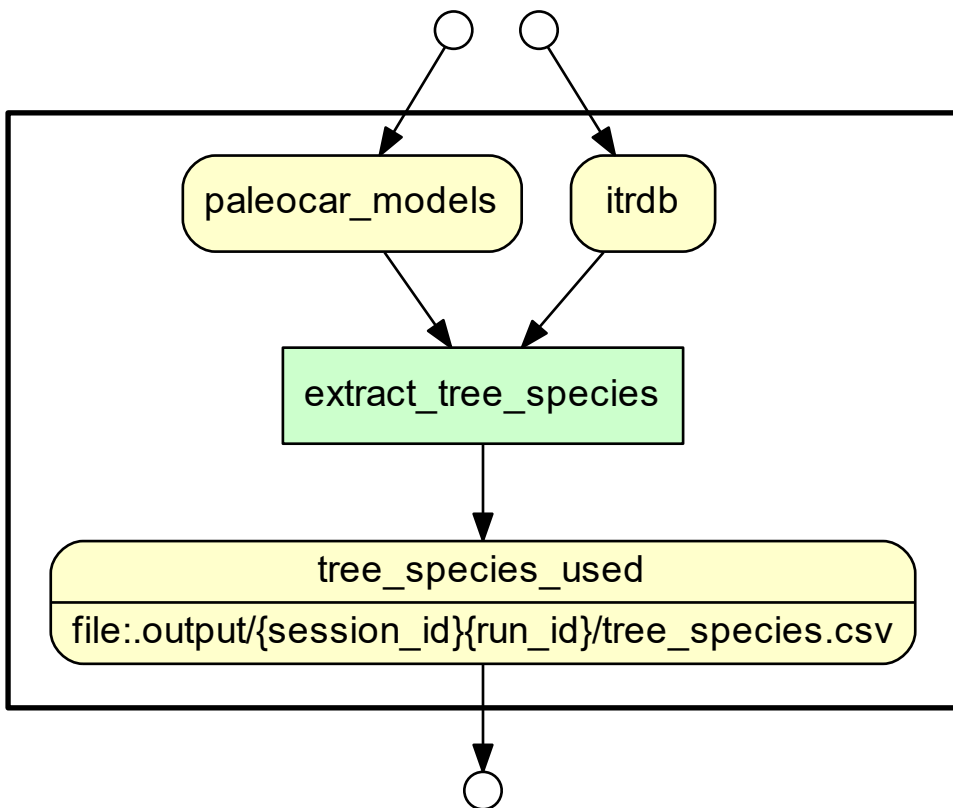 paleocar_models
itrdb
extract_tree_species
tree_species_used
file:.output/{session_id}{run_id}/tree_species.csv